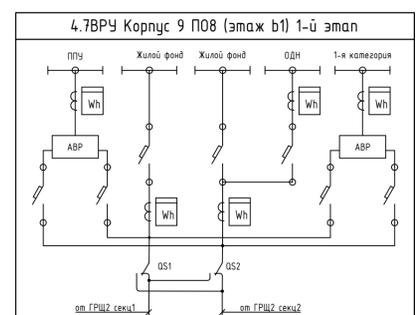 4.7ВРУ Корпус 9 ПО8 (этаж b1) 1-й этап
ППУ Жилой фонд Жилой фонд ОДН 1-я категория
Wh Wh Wh
АВР АВР
Wh Wh
QS1 QS2
от ГРЩ2 секц1 от ГРЩ2 секц2